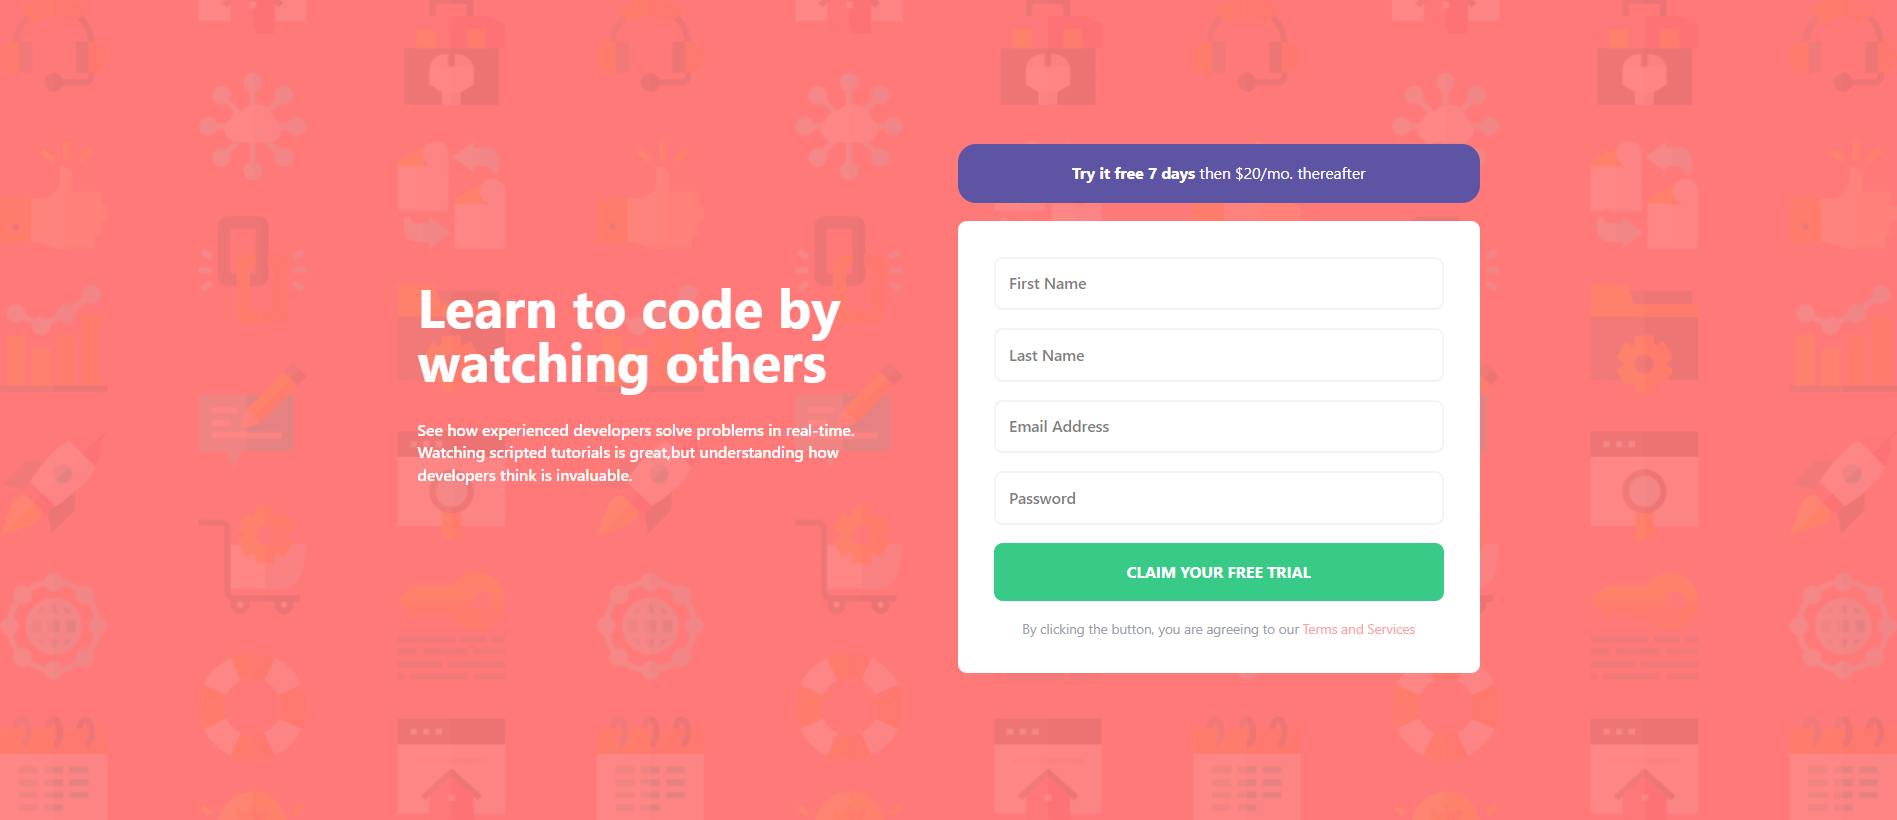 Learn to code by
watching others
See how experienced developers solve problems in real-time.
Watching scripted tutorials is great,but understanding how
developers think is invaluable.
Try it free 7 days then $20/mo. thereafter
First Name
Last Name
Email Address
Password
CLAIM YOUR FREE TRIAL
By clicking the button, you are agreeing to our Terms and Services